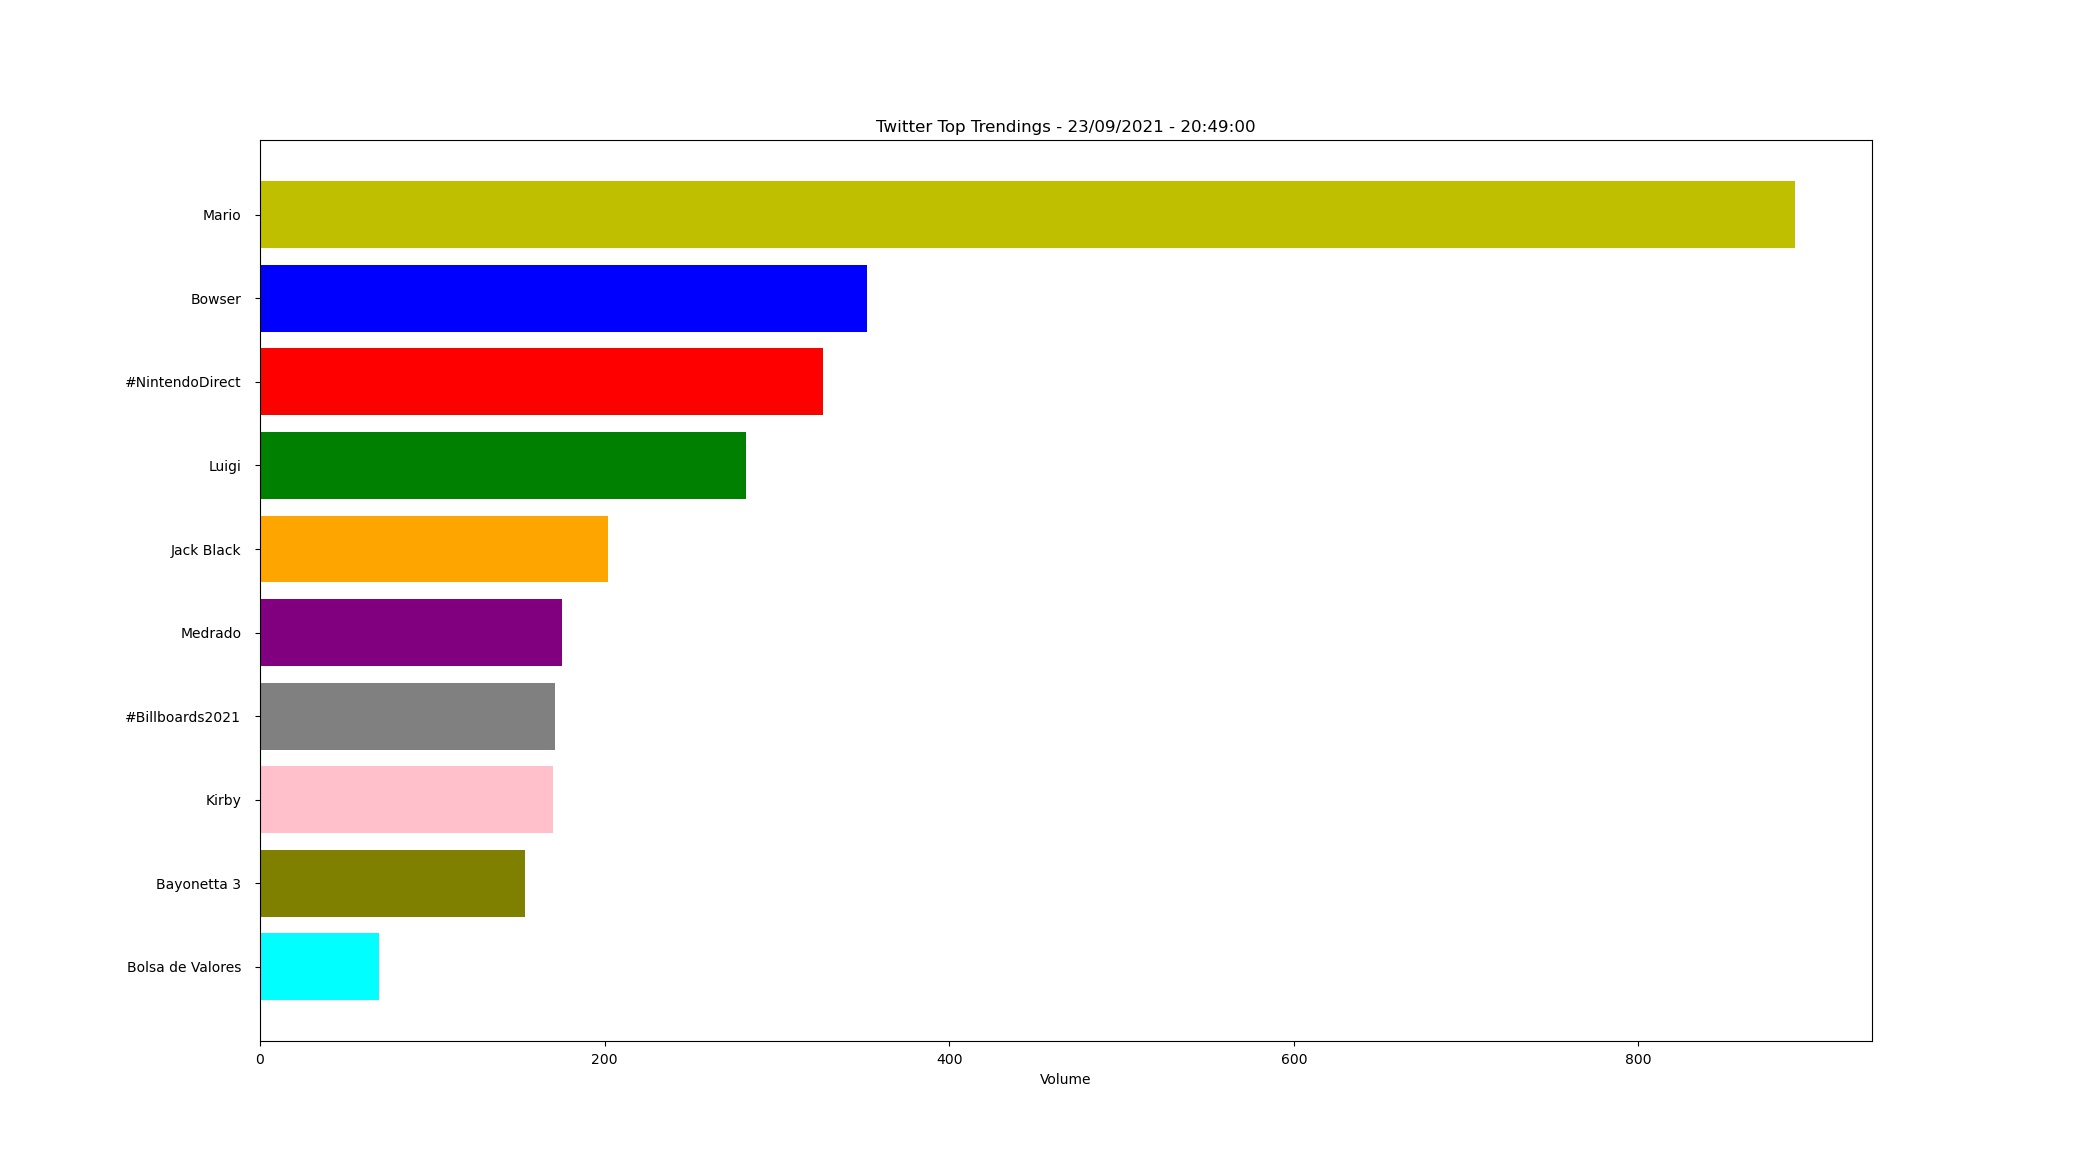 Twitter Top Trendings - 23/09/2021 - 20:49:00
Mario
Bowser
#NintendoDirect
Luigi
Jack Black
Medrado
#Billboards2021
Kirby
Bayonetta 3
Bolsa de Valores
0 200 400 600 800
Volume